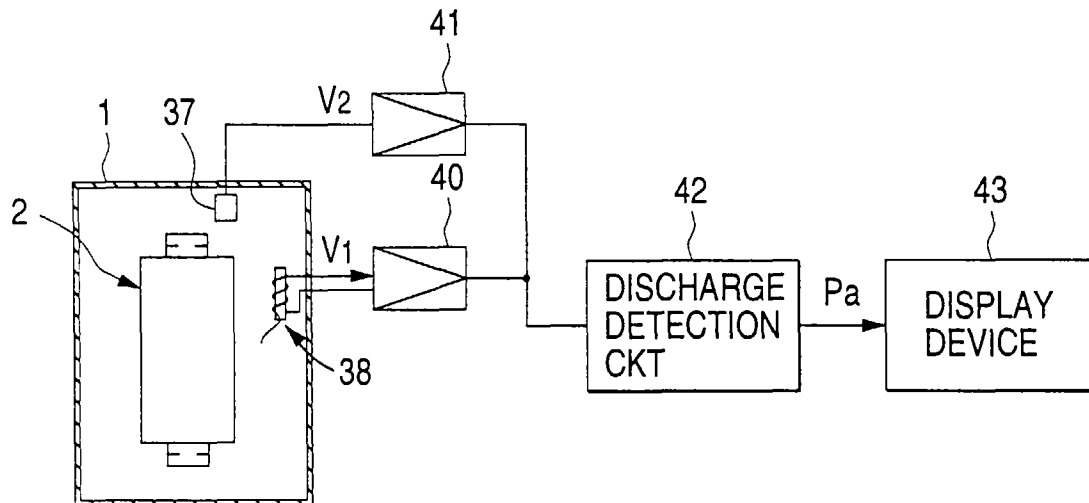 41
V2
1
37
40
2
V1
42
43
DISCHARGE
DETECTION
CKT
Pa
DISPLAY
DEVICE
38